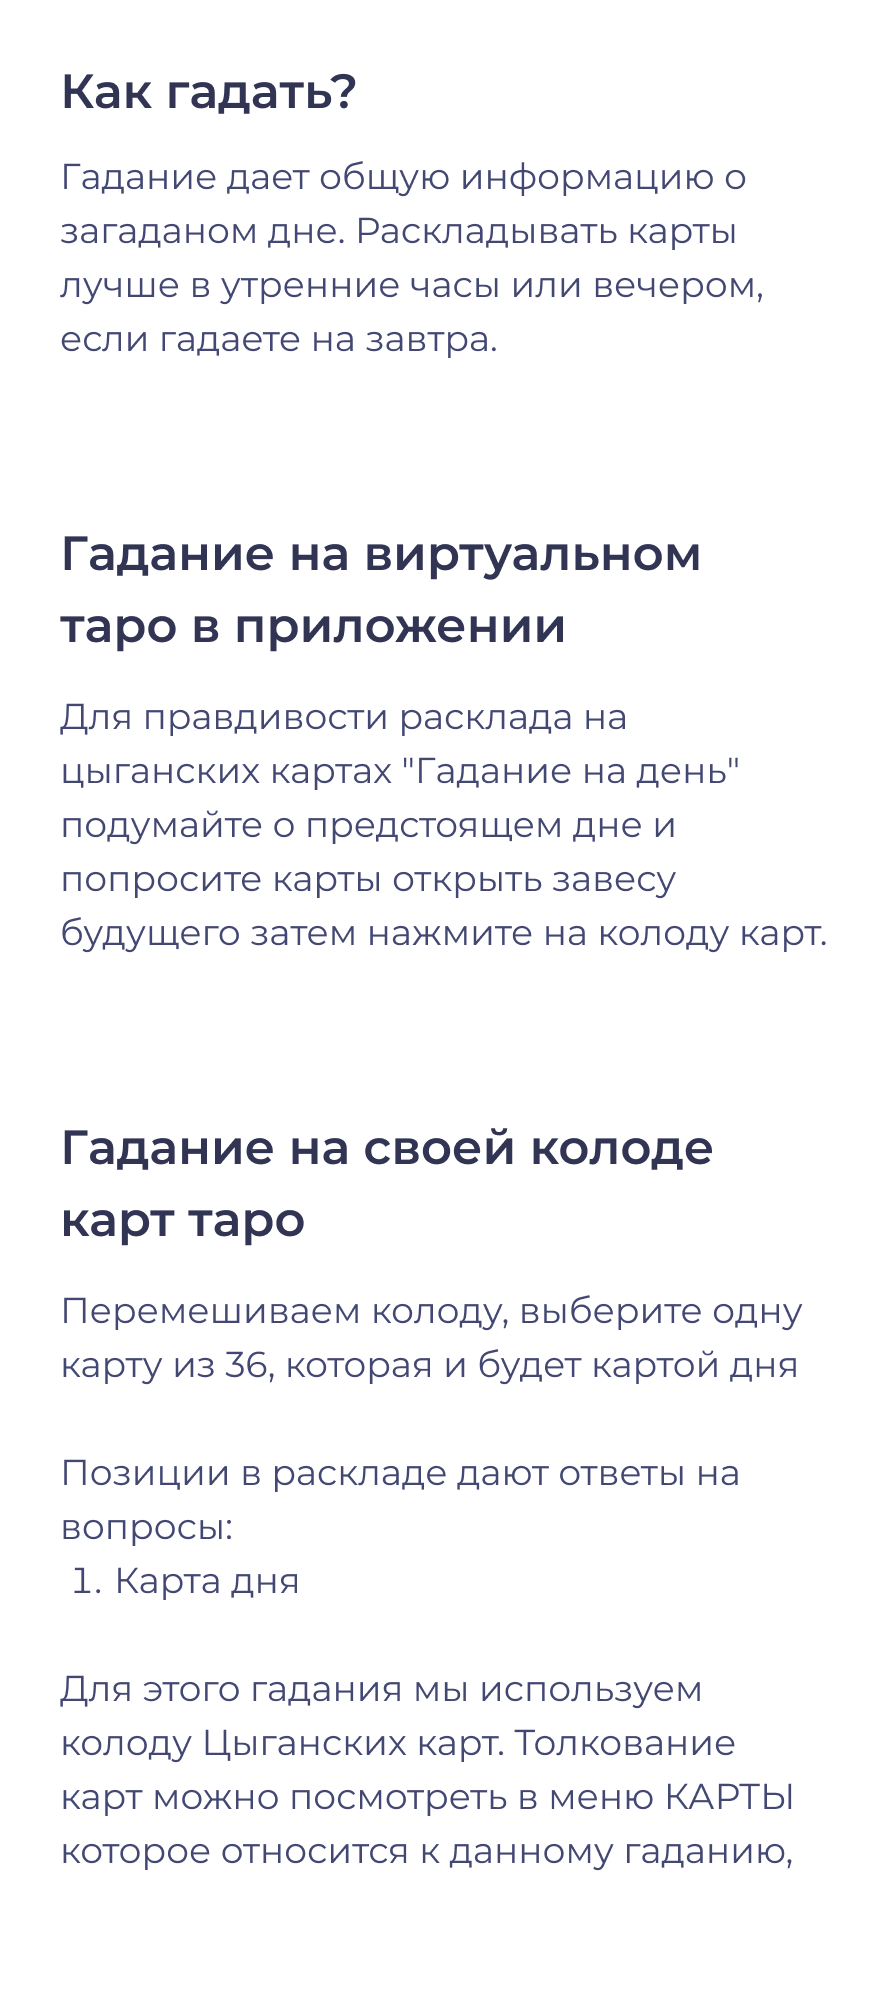 Как гадать?
Гадание дает общую информацию о
загаданом дне. Раскладывать карты
лучше в утренние часы или вечером,
если гадаете на завтра.
Гадание на виртуальном
таро в приложении
Для правдивости расклада на
цыганских картах "Гадание на день"
подумайте о предстоящем дне и
попросите карты открыть завесу
будущего затем нажмите на колоду карт.
Гадание на своей колоде
карт таро
Перемешиваем колоду, выберите одну
карту из 36, которая и будет картой дня
Позиции в раскладе дают ответы на
вопросы:
1. Карта дня
Для этого гадания мы используем
колоду Цыганских карт. Толкование
карт можно посмотреть в меню КАРТЫ
которое относится к данному гаданию,